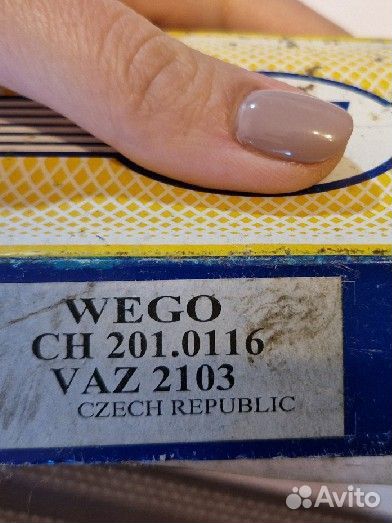 WEGO
CH 201.0116
VAZ 2103
CZECH REPUBLIC
Avito